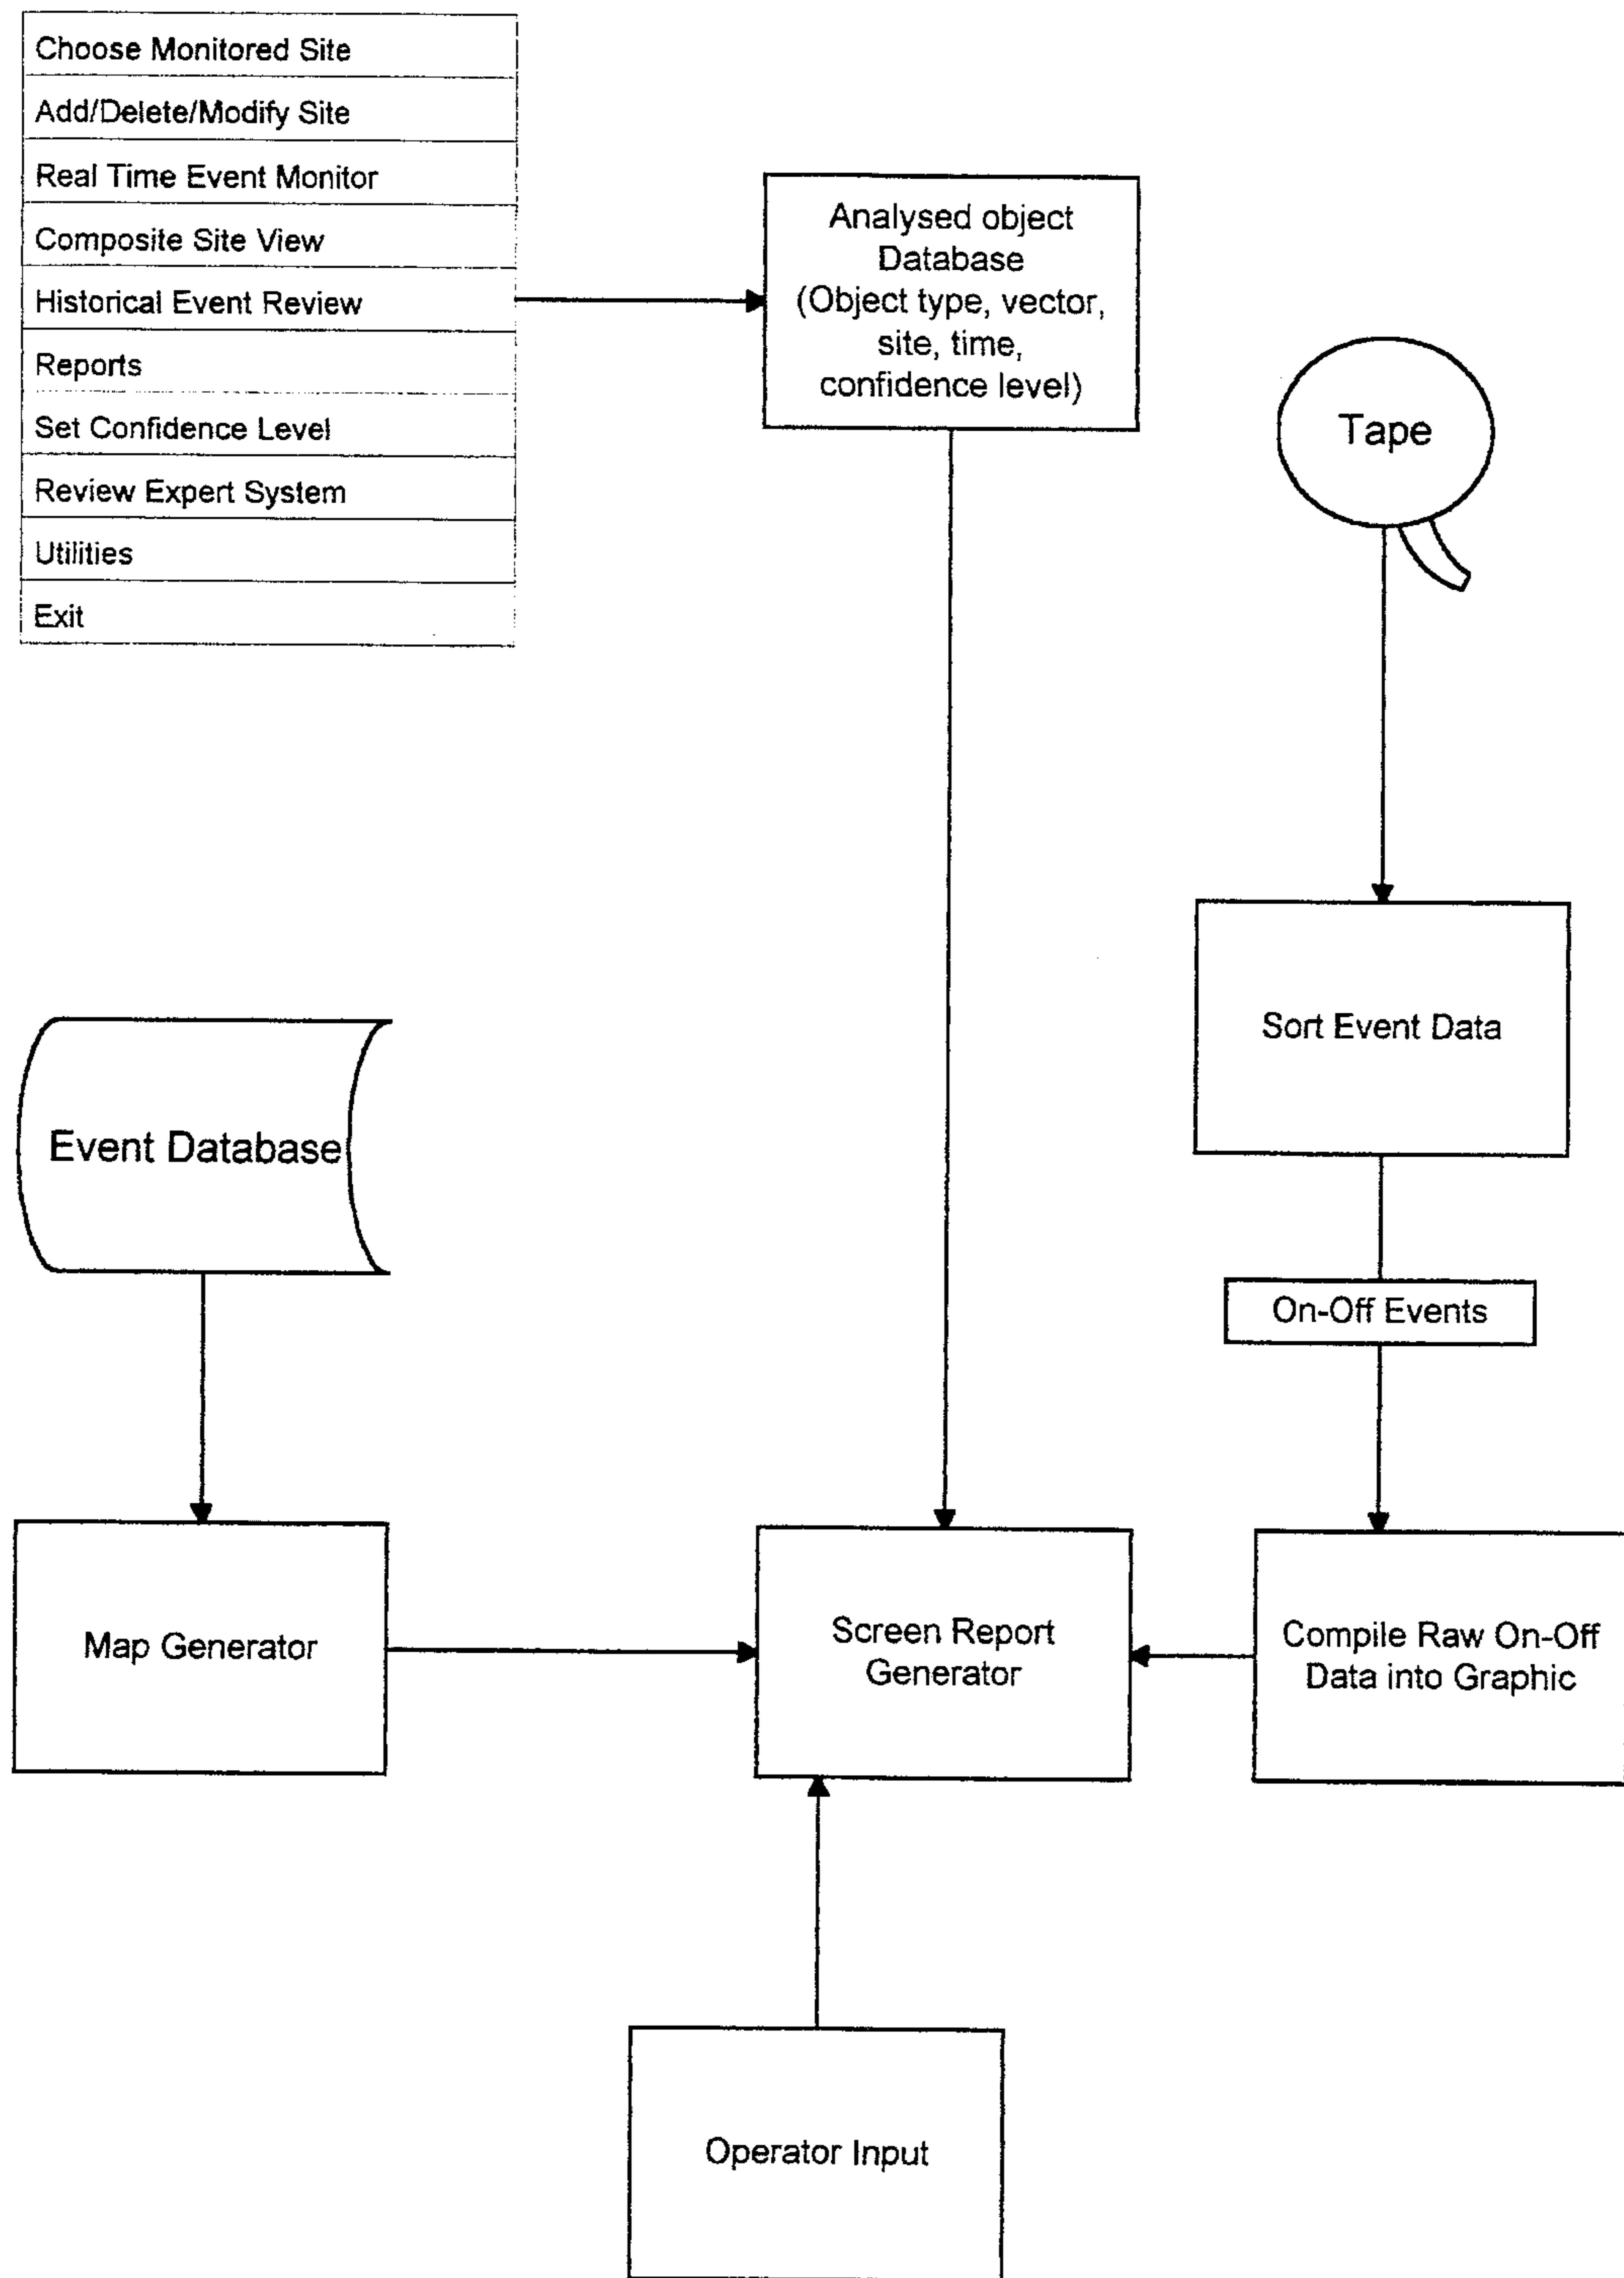 Choose Monitored Site
Add/Delete/Modify Site
Real Time Event Monitor
Composite Site View
Historical Event Review
Reports
Set Confidence Level
Review Expert System
Utilities
Exit
Analysed object
Database
(Object type, vector,
site, time,
confidence level)
Tape
Sort Event Data
Event Database
On-Off Events
Map Generator
Screen Report
Generator
Compile Raw On-Off
Data into Graphic
Operator Input